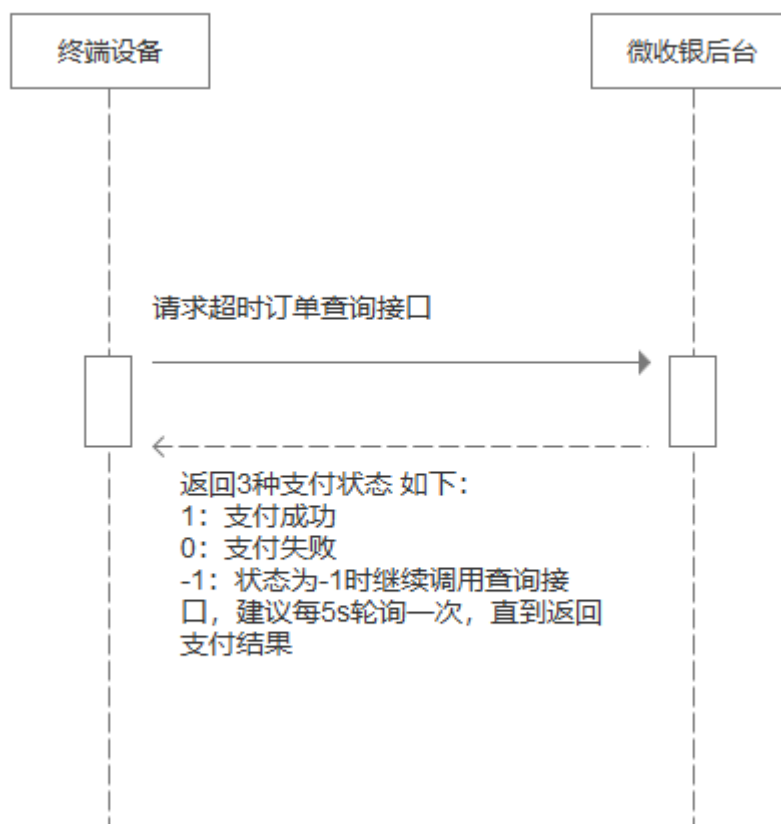 终端设备
微收银后台
请求超时订单查询接口
返回3种支付状态 如下：
1：支付成功
0：支付失败
-1：状态为-1时继续调用查询接
口，建议每5s轮询一次，直到返回
支付结果